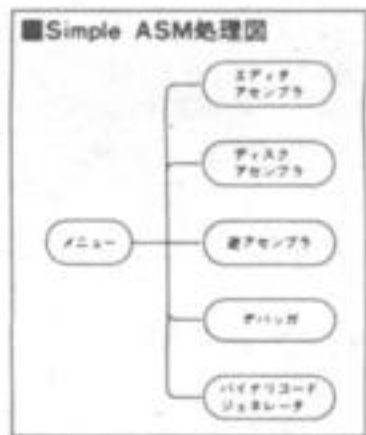 ■Simple ASM処理図
エディタ
アセンブラ
ディスク
アセンブラ
メニュー
逆アセンブラ
デバッガ
バイナリコード
ジェネレータ